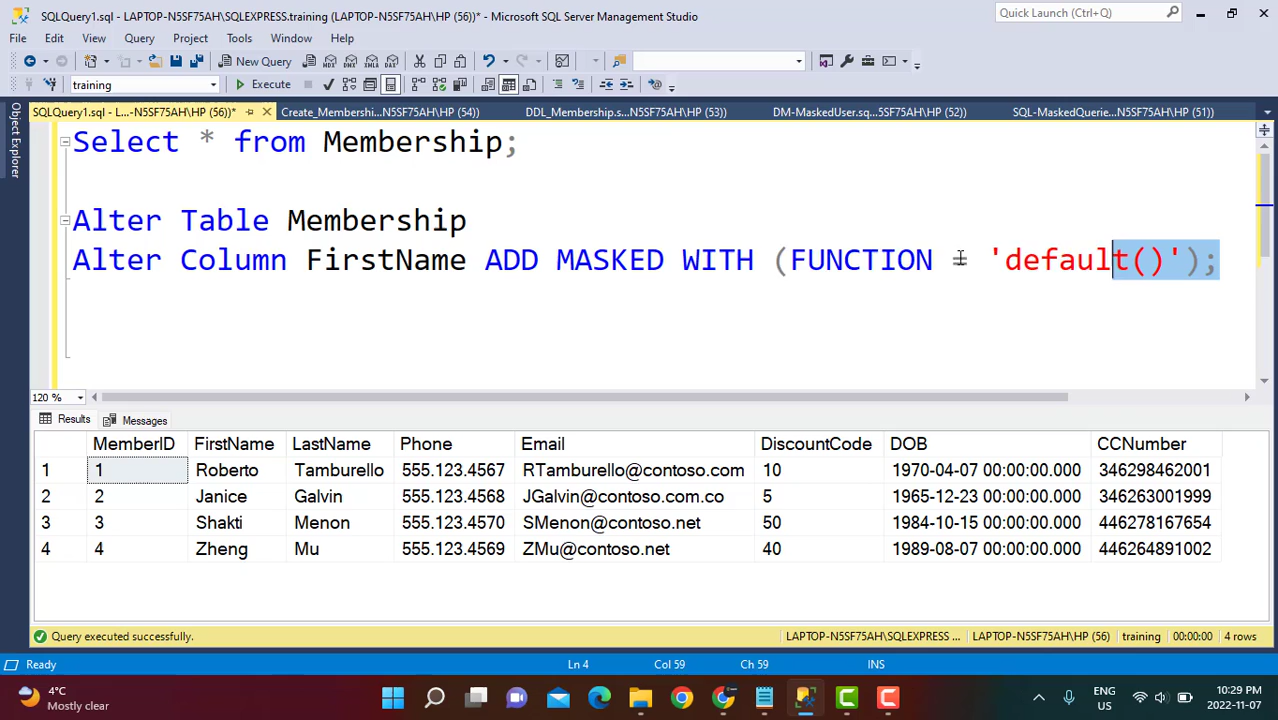 SQLQuery1.sql - LAPTOP-N5SF75AH\SQLEXPRESS.training (LAPTOP-N5SF75AH\HP (56))* - Microsoft SQL Server Management Studio
Quick Launch (Ctrl+Q)
File Edit View Query Project Tools Window Help
New Query MDX DMX XMLA DAX
training Execute
SQLQuery1.sql - L...-N5SF75AH\HP (56))* Create_Membershi...N5SF75AH\HP (54)) DDL_Membership.s...N5SF75AH\HP (53)) DM-MaskedUser.sq...5SF75AH\HP (52)) SQL-MaskedQuerie...N5SF75AH\HP (51))
Object Explorer
Select * from Membership;
Alter Table Membership
Alter Column FirstName ADD MASKED WITH (FUNCTION = 'default()');
120 %
Results Messages
MemberID FirstName LastName Phone Email DiscountCode DOB CCNumber
1 1 Roberto Tamburello 555.123.4567 RTamburello@contoso.com 10 1970-04-07 00:00:00.000 346298462001
2 2 Janice Galvin 555.123.4568 JGalvin@contoso.com.co 5 1965-12-23 00:00:00.000 346263001999
3 3 Shakti Menon 555.123.4570 SMenon@contoso.net 50 1984-10-15 00:00:00.000 446278167654
4 4 Zheng Mu 555.123.4569 ZMu@contoso.net 40 1989-08-07 00:00:00.000 446264891002
Query executed successfully. LAPTOP-N5SF75AH\SQLEXPRESS ... LAPTOP-N5SF75AH\HP (56) training 00:00:00 4 rows
Ready Ln 4 Col 59 Ch 59 INS
4°C
Mostly clear
ENG
US
10:29 PM
2022-11-07